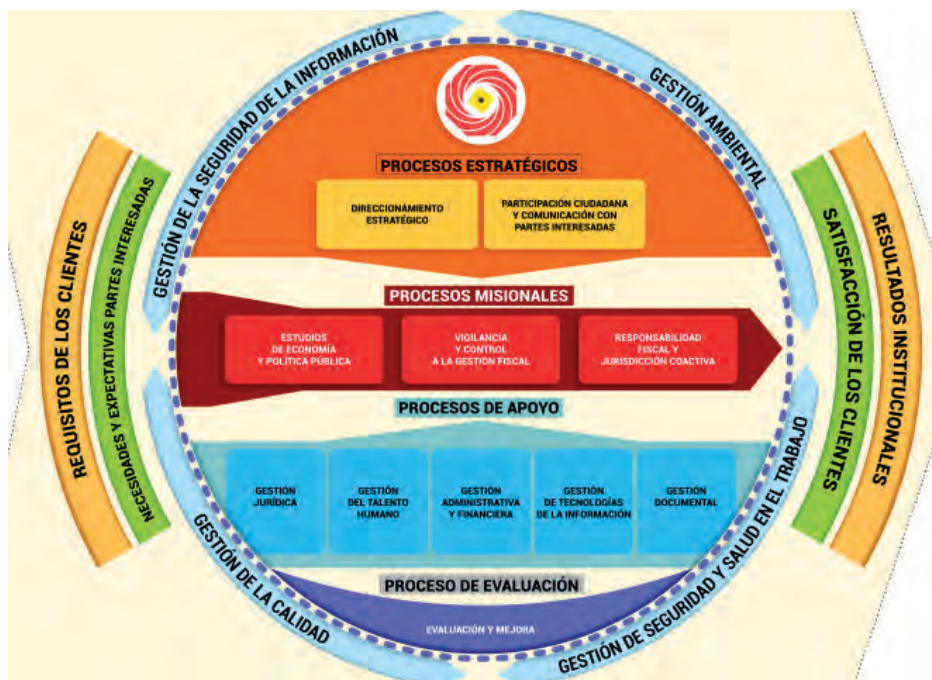 GESTIÓN DE LA SEGURIDAD DE LA INFORMACIÓN
GESTIÓN AMBIENTAL
REQUISITOS DE LOS CLIENTES
NECESIDADES Y EXPECTATIVAS PARTES INTERESADAS
PROCESOS ESTRATÉGICOS
DIRECCIONAMIENTO
ESTRATÉGICO
PARTICIPACIÓN CIUDADANA
Y COMUNICACIÓN CON
PARTES INTERESADAS
PROCESOS MISIONALES
ESTUDIOS
DE ECONOMÍA
Y POLÍTICA PÚBLICA
VIGILANCIA
Y CONTROL
A LA GESTIÓN FISCAL
RESPONSABILIDAD
FISCAL Y
JURISDICCIÓN COACTIVA
PROCESOS DE APOYO
GESTIÓN
JURÍDICA
GESTIÓN
DEL TALENTO
HUMANO
GESTIÓN
ADMINISTRATIVA
Y FINANCIERA
GESTIÓN
DE TECNOLOGÍAS
DE LA INFORMACIÓN
GESTIÓN
DOCUMENTAL
PROCESO DE EVALUACIÓN
EVALUACIÓN Y MEJORA
GESTIÓN DE LA CALIDAD
GESTIÓN DE SEGURIDAD Y SALUD EN EL TRABAJO
SATISFACCIÓN DE LOS CLIENTES
RESULTADOS INSTITUCIONALES